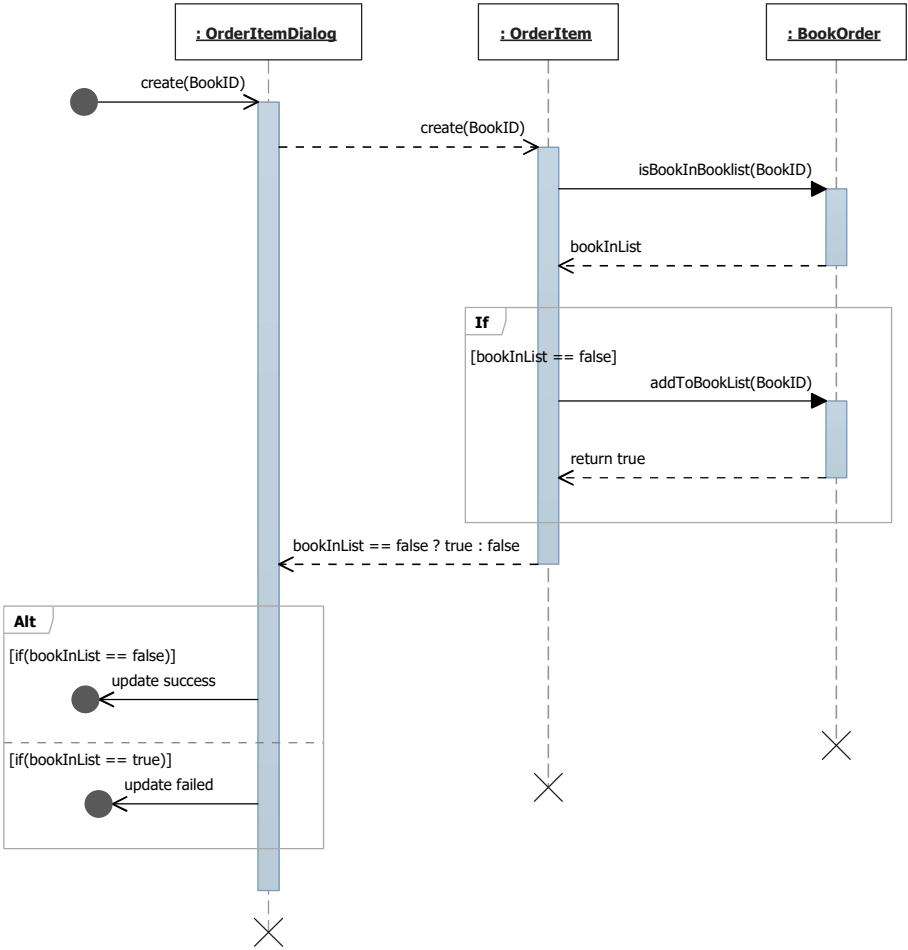 : OrderItemDialog
: OrderItem
: BookOrder
create(BookID)
create(BookID)
isBookInBooklist(BookID)
bookInList
If
[bookInList == false]
addToBookList(BookID)
return true
bookInList == false ? true : false
Alt
[if(bookInList == false)]
update success
[if(bookInList == true)]
update failed